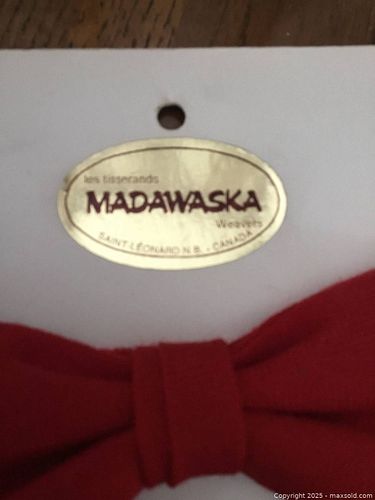 les tisserands
MADAWASKA
Weavers
SAINT-LÉONARD N.B. - CANADA
Copyright 2025 - maxsold.com